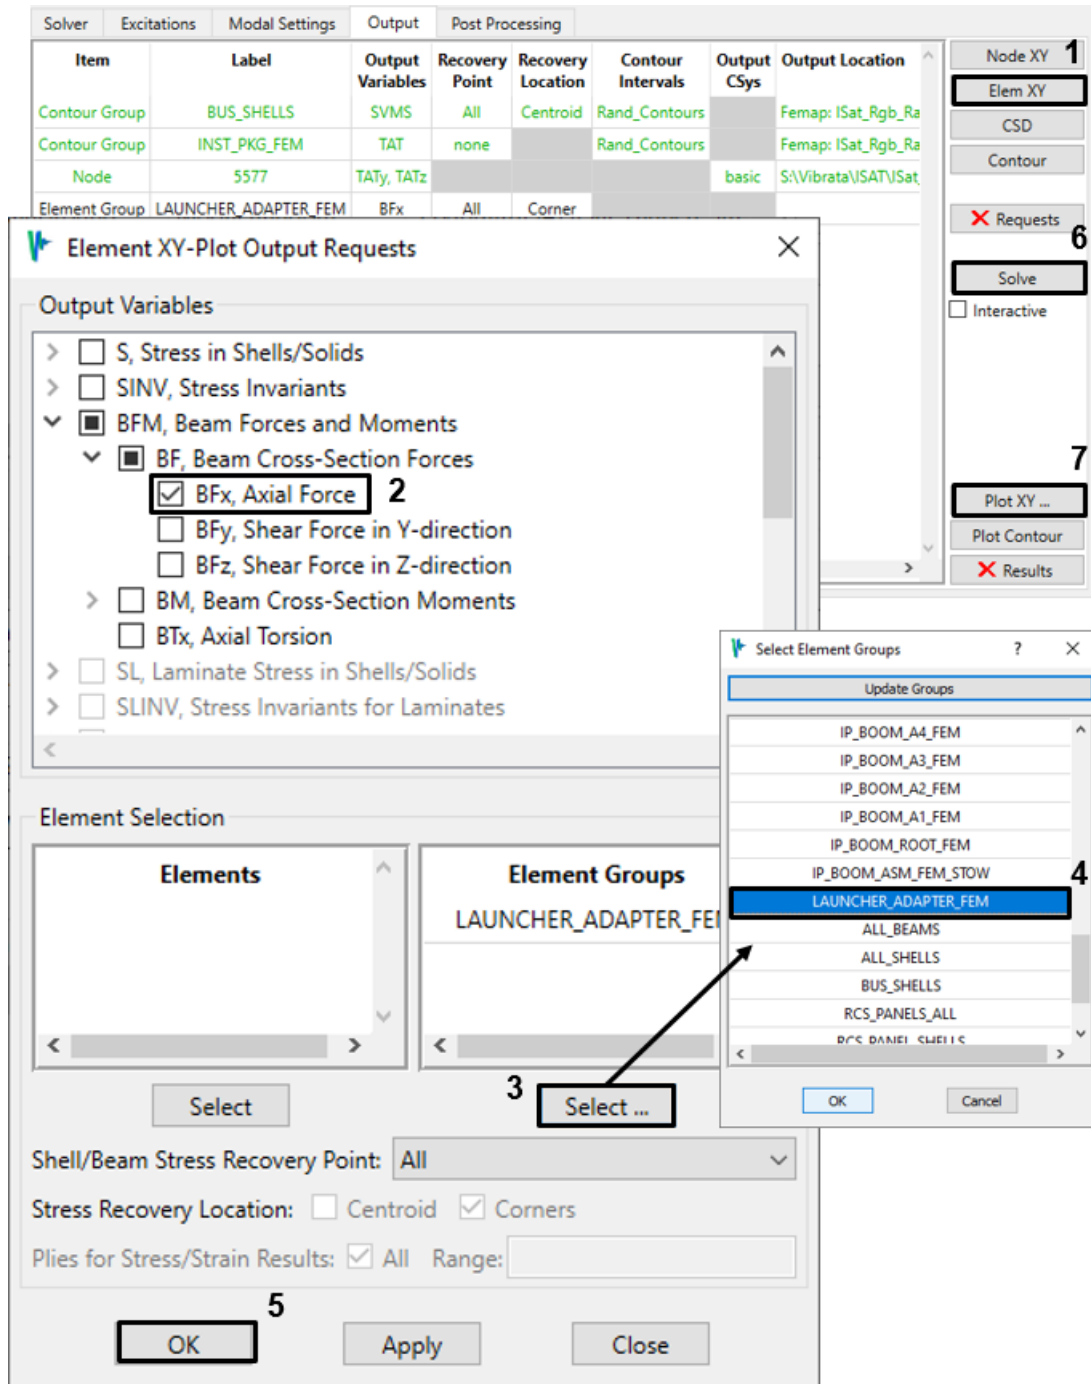 Solver Excitations Modal Settings Output Post Processing
Item Label Output Variables Recovery Point Recovery Location Contour Intervals Output CSys Output Location
Contour Group BUS_SHELLS SVMS All Centroid Rand_Contours Femap: ISat_Rgb_Ra
Contour Group INST_PKG_FEM TAT none Rand_Contours Femap: ISat_Rgb_Ra
Node 5577 TATy, TATz basic S:\Vibrata\ISAT\ISat_
Element Group LAUNCHER_ADAPTER_FEM BFx All Corner
Node XY 1
Elem XY
CSD
Contour
Requests
6
Solve
Interactive
7
Plot XY ...
Plot Contour
Results
Element XY-Plot Output Requests
Output Variables
S, Stress in Shells/Solids
SINV, Stress Invariants
BFM, Beam Forces and Moments
BF, Beam Cross-Section Forces
BFx, Axial Force 2
BFy, Shear Force in Y-direction
BFz, Shear Force in Z-direction
BM, Beam Cross-Section Moments
BTx, Axial Torsion
SL, Laminate Stress in Shells/Solids
SLINV, Stress Invariants for Laminates
Element Selection
Elements
Element Groups
LAUNCHER_ADAPTER_FEM
Select
3 Select ...
Shell/Beam Stress Recovery Point: All
Stress Recovery Location: Centroid Corners
Plies for Stress/Strain Results: All Range:
5
OK Apply Close
Select Element Groups ?
Update Groups
IP_BOOM_A4_FEM
IP_BOOM_A3_FEM
IP_BOOM_A2_FEM
IP_BOOM_A1_FEM
IP_BOOM_ROOT_FEM
IP_BOOM_ASM_FEM_STOW
4
LAUNCHER_ADAPTER_FEM
ALL_BEAMS
ALL_SHELLS
BUS_SHELLS
RCS_PANELS_ALL
RCS_PANEL_SHELLS
OK Cancel